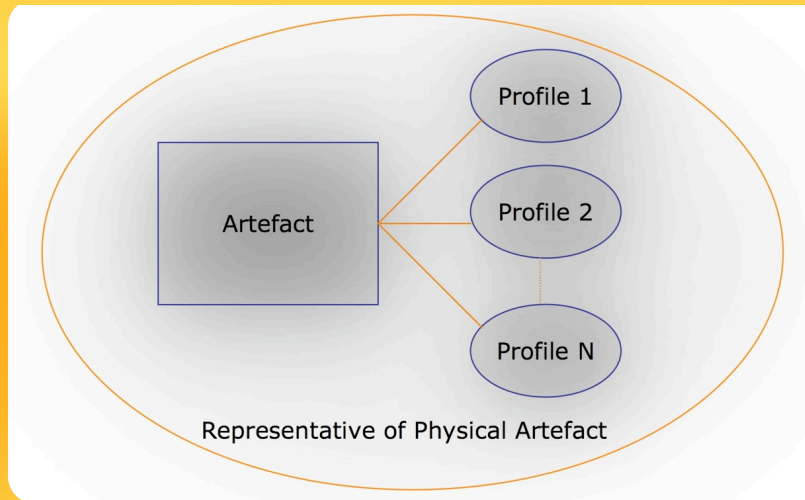 Profile 1
Artefact
Profile 2
Profile N
Representative of Physical Artefact